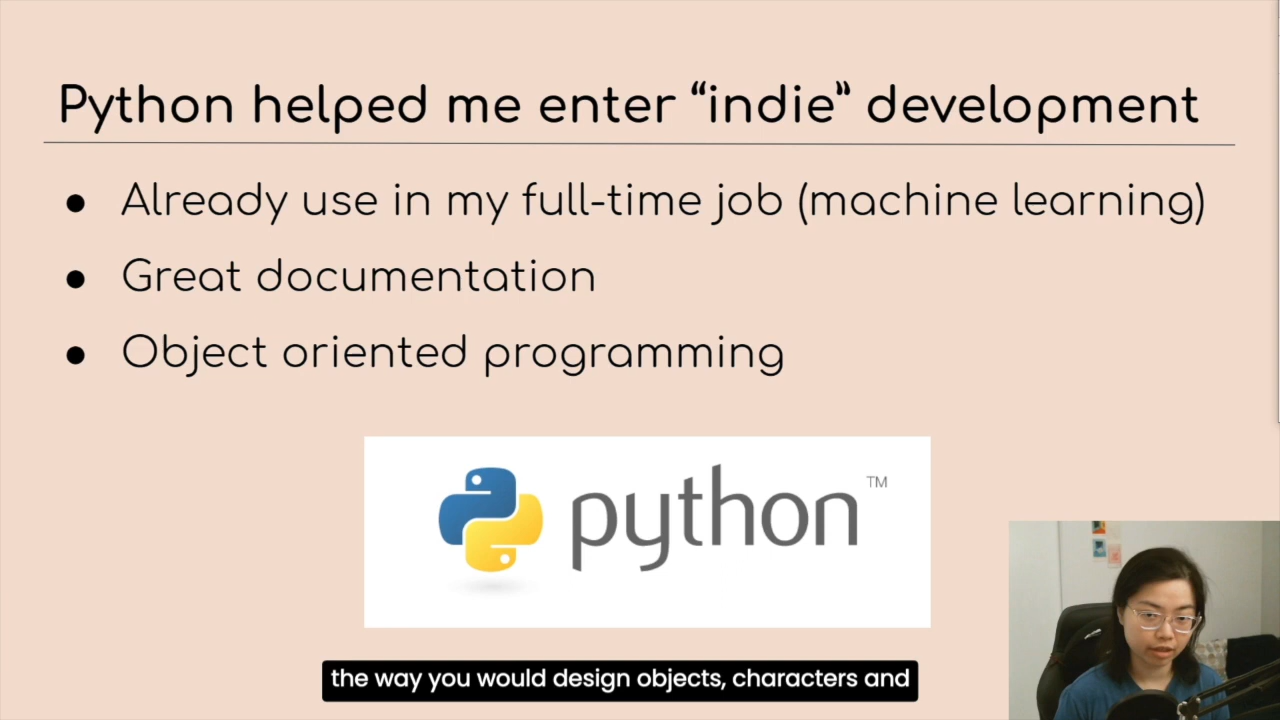 Python helped me enter “indie” development
● Already use in my full-time job (machine learning)
● Great documentation
● Object oriented programming
python™
the way you would design objects, characters and